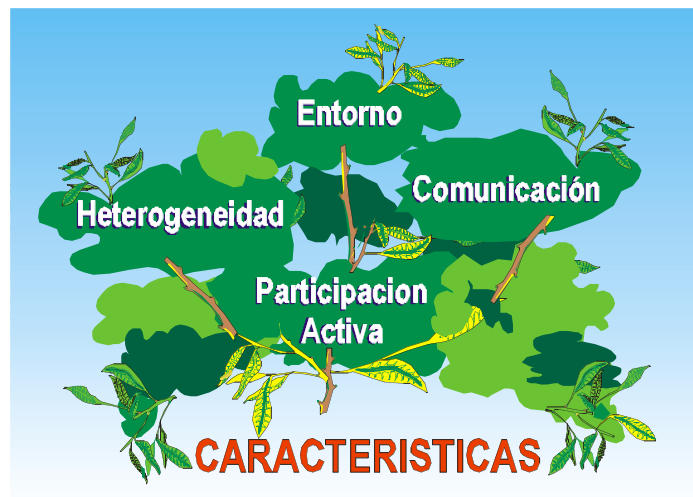 Entorno
Comunicación
Heterogeneidad
Participacion
Activa
CARACTERISTICAS